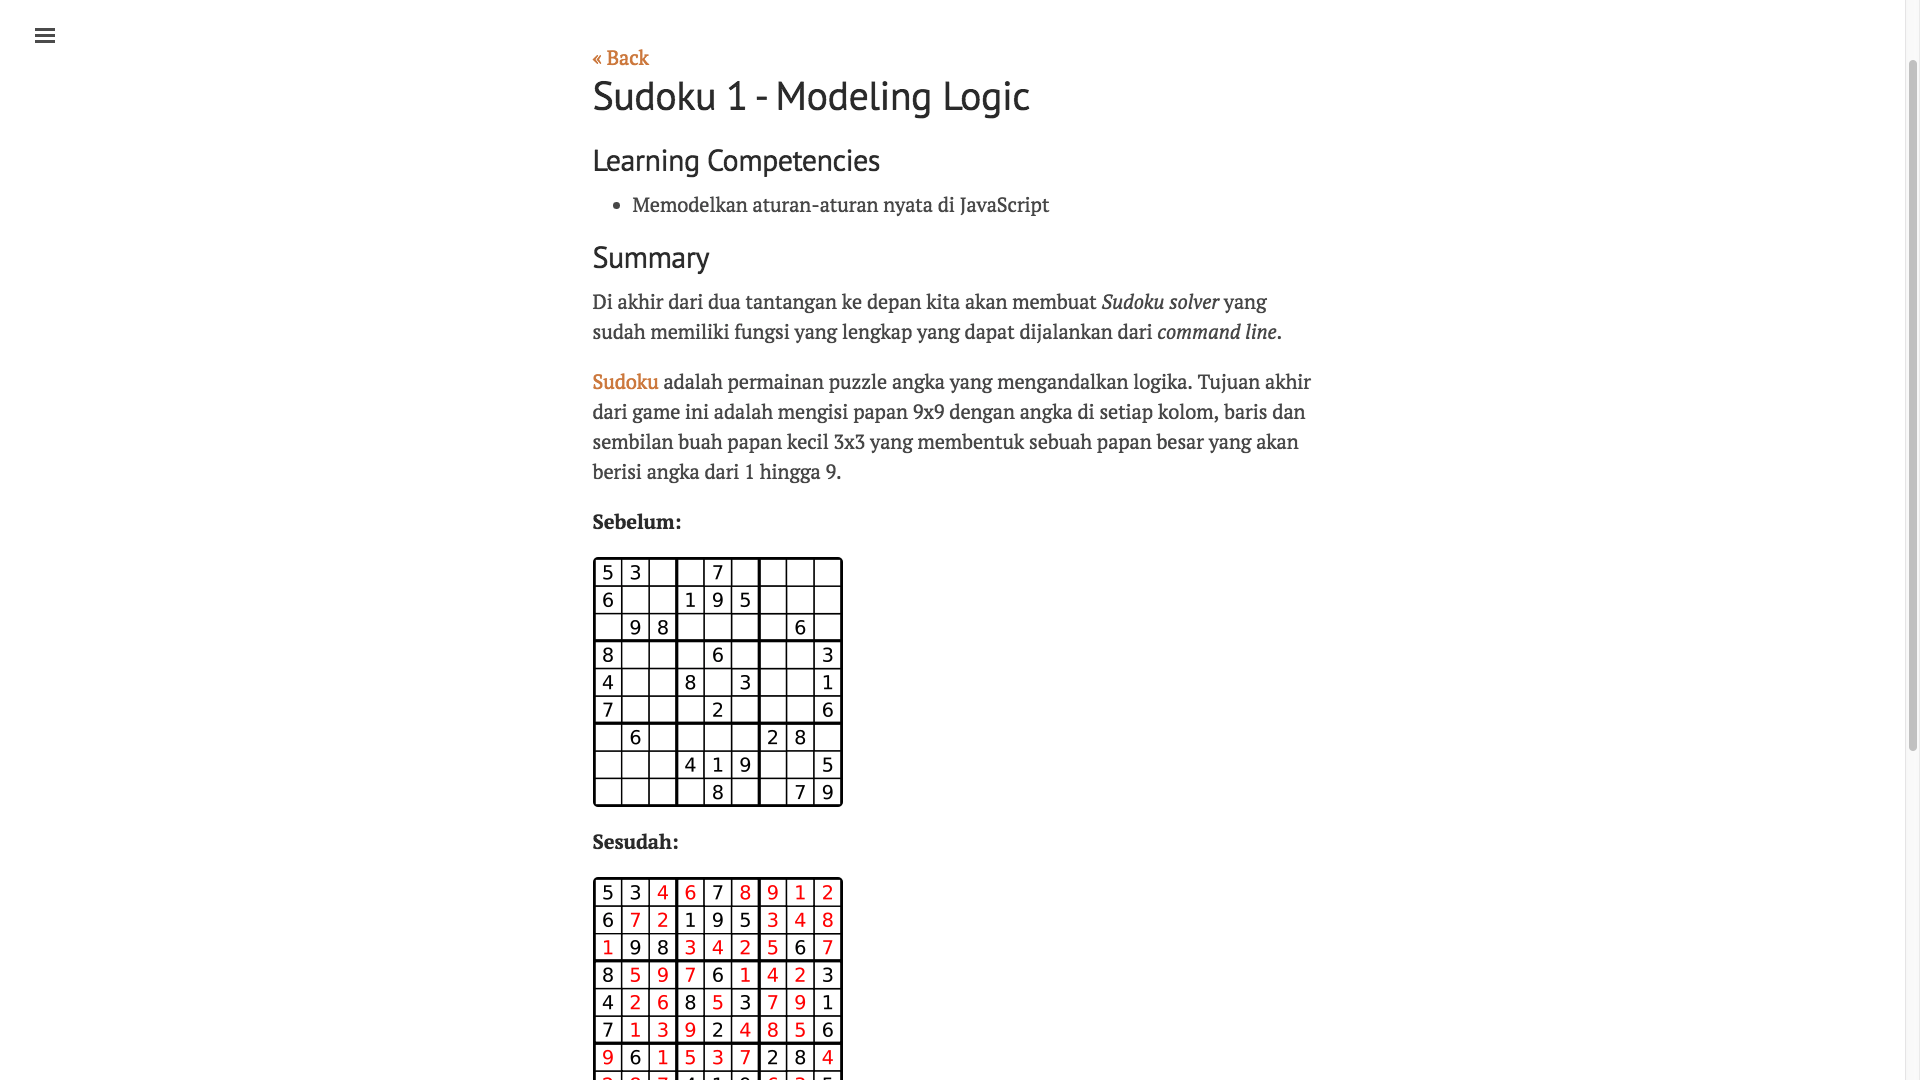 « Back
Sudoku 1 - Modeling Logic
Learning Competencies
• Memodelkan aturan-aturan nyata di JavaScript
Summary
Di akhir dari dua tantangan ke depan kita akan membuat Sudoku solver yang
sudah memiliki fungsi yang lengkap yang dapat dijalankan dari command line.
Sudoku adalah permainan puzzle angka yang mengandalkan logika. Tujuan akhir
dari game ini adalah mengisi papan 9x9 dengan angka di setiap kolom, baris dan
sembilan buah papan kecil 3x3 yang membentuk sebuah papan besar yang akan
berisi angka dari 1 hingga 9.
Sebelum:
5 3 7
6 1 9 5
9 8 6
8 6 3
4 8 3 1
7 2 6
6 2 8
4 1 9 5
8 7 9
Sesudah:
5 3 4 6 7 8 9 1 2
6 7 2 1 9 5 3 4 8
1 9 8 3 4 2 5 6 7
8 5 9 7 6 1 4 2 3
4 2 6 8 5 3 7 9 1
7 1 3 9 2 4 8 5 6
9 6 1 5 3 7 2 8 4